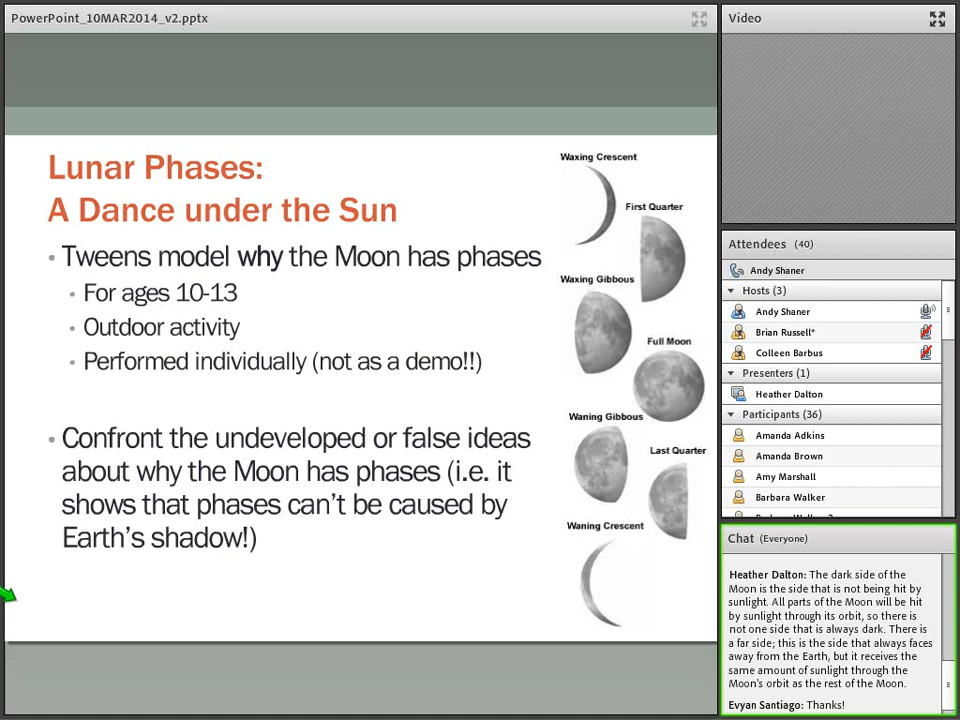 PowerPoint_10MAR2014_v2.pptx
Lunar Phases:
A Dance under the Sun
• Tweens model why the Moon has phases
• For ages 10-13
• Outdoor activity
• Performed individually (not as a demo!!)
• Confront the undeveloped or false ideas
about why the Moon has phases (i.e. it
shows that phases can't be caused by
Earth's shadow!)
Waxing Crescent
First Quarter
Waxing Gibbous
Full Moon
Waning Gibbous
Last Quarter
Waning Crescent
Video
Attendees (40)
Andy Shaner
Hosts (3)
Andy Shaner
Brian Russell*
Colleen Barbus
Presenters (1)
Heather Dalton
Participants (36)
Amanda Adkins
Amanda Brown
Amy Marshall
Barbara Walker
Chat (Everyone)
Heather Dalton: The dark side of the
Moon is the side that is not being hit by
sunlight. All parts of the Moon will be hit
by sunlight through its orbit, so there is
not one side that is always dark. There is
a far side; this is the side that always faces
away from the Earth, but it receives the
same amount of sunlight through the
Moon's orbit as the rest of the Moon.
Evyan Santiago: Thanks!